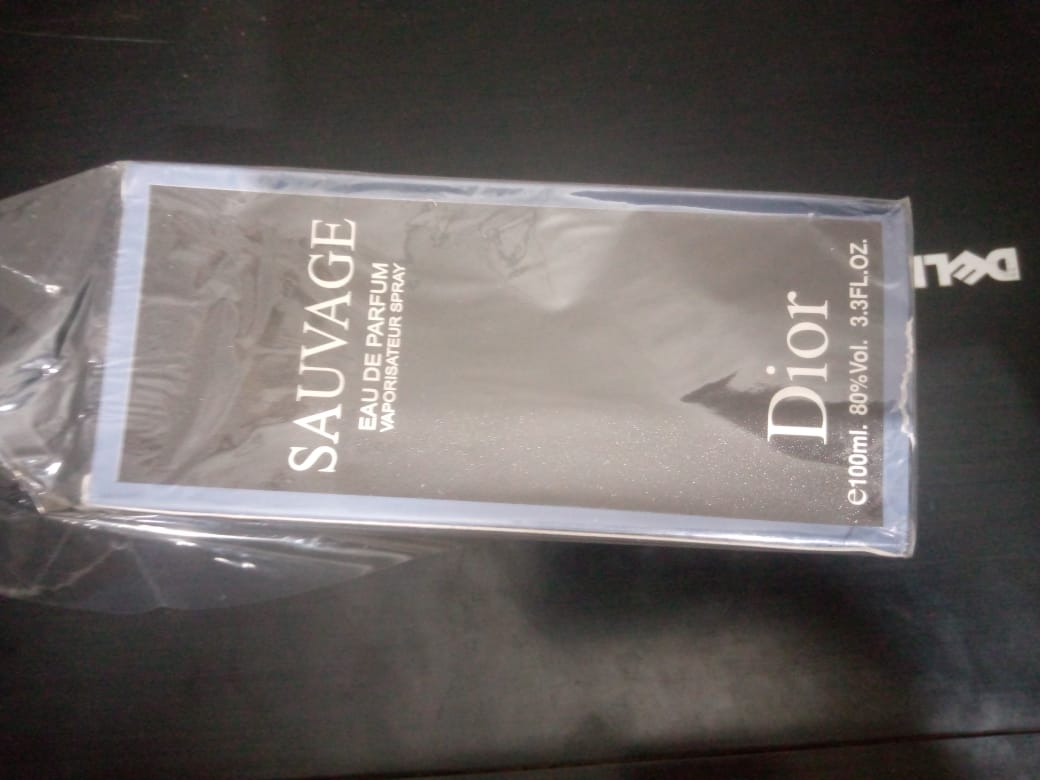 SAUVAGE
EAU DE PARFUM
VAPORISATEUR SPRAY
Dior
℮100ml. 80%Vol. 3.3FL.OZ.
DELL